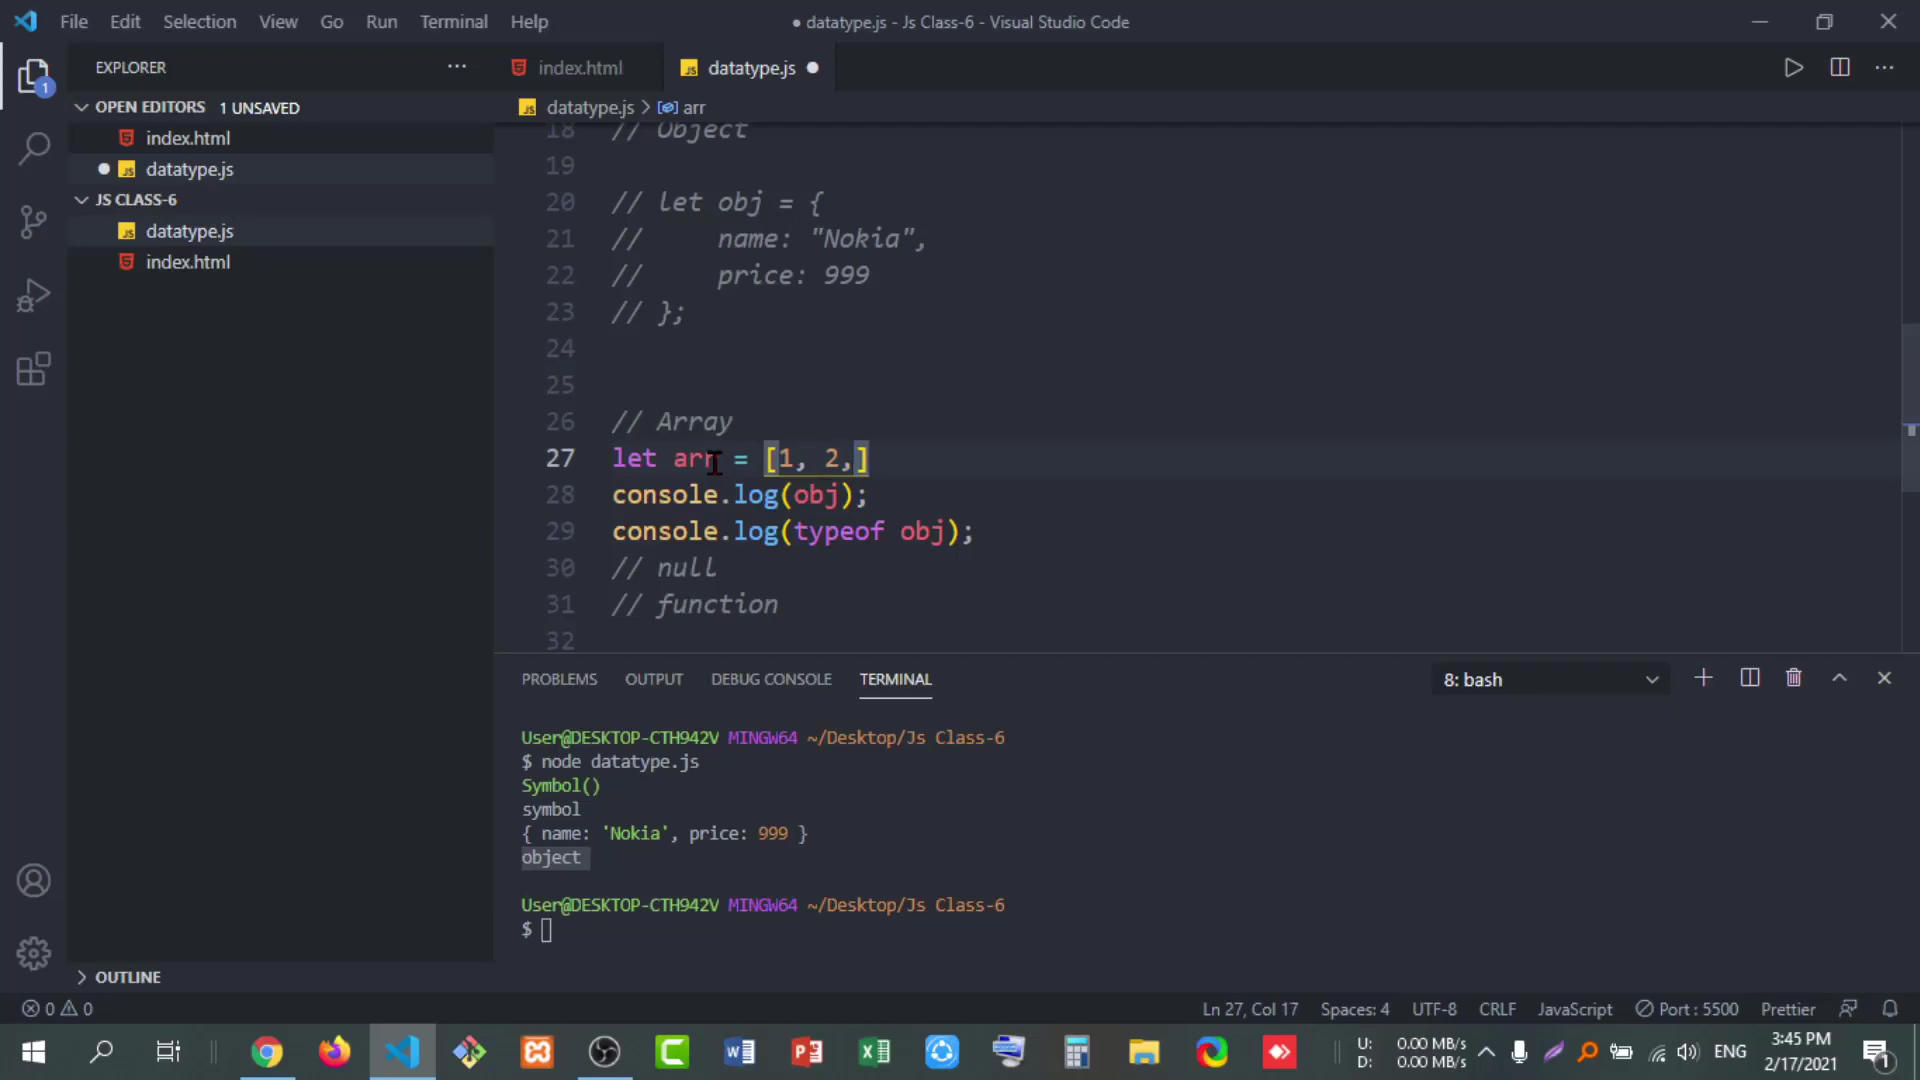 File Edit Selection View Go Run Terminal Help
● datatype.js - Js Class-6 - Visual Studio Code
EXPLORER
index.html
datatype.js
1
OPEN EDITORS 1 UNSAVED
index.html
datatype.js
JS CLASS-6
datatype.js
index.html
OUTLINE
datatype.js > arr
18 // Object
19
20 // let obj = {
21 //     name: "Nokia",
22 //     price: 999
23 // };
24
25
26 // Array
27 let arr = [1, 2,]
28 console.log(obj);
29 console.log(typeof obj);
30 // null
31 // function
32
PROBLEMS OUTPUT DEBUG CONSOLE TERMINAL
8: bash
User@DESKTOP-CTH942V MINGW64 ~/Desktop/Js Class-6
$ node datatype.js
Symbol()
symbol
{ name: 'Nokia', price: 999 }
object
User@DESKTOP-CTH942V MINGW64 ~/Desktop/Js Class-6
$
0 0
Ln 27, Col 17 Spaces: 4 UTF-8 CRLF JavaScript Port : 5500 Prettier
U: 0.00 MB/s
D: 0.00 MB/s
ENG
3:45 PM
2/17/2021
1